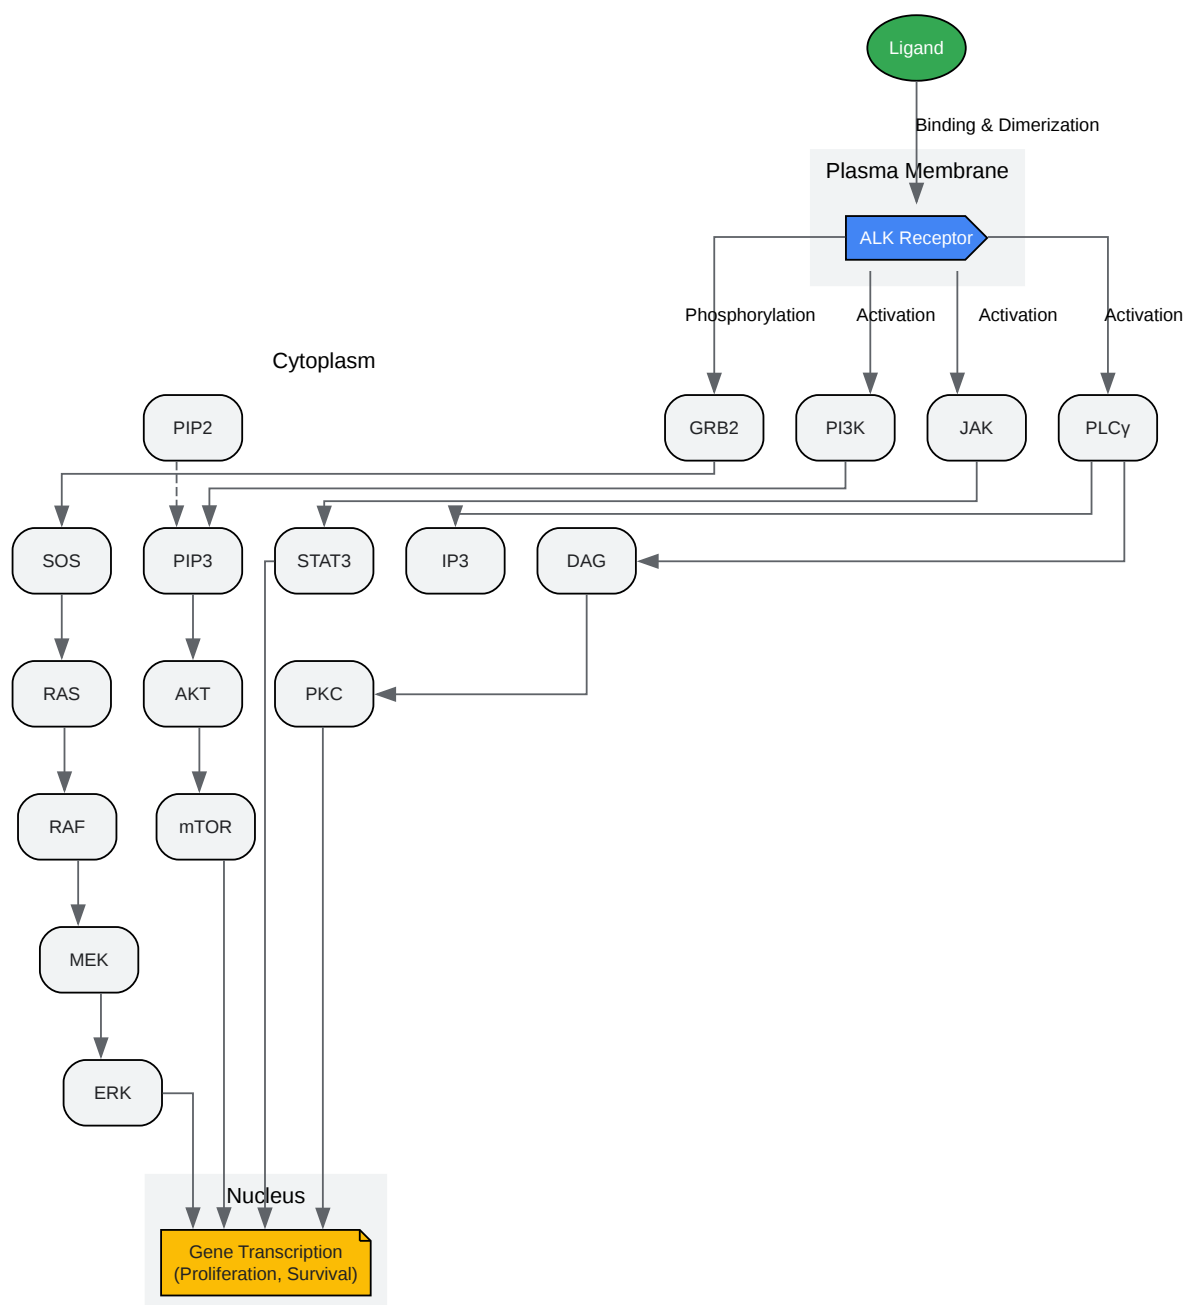 Ligand
Binding & Dimerization
Plasma Membrane
ALK Receptor
Phosphorylation
Activation
Activation
Activation
Cytoplasm
PIP2
GRB2
PI3K
JAK
PLCγ
SOS
PIP3
STAT3
IP3
DAG
RAS
AKT
PKC
RAF
mTOR
MEK
ERK
Nucleus
Gene Transcription
(Proliferation, Survival)